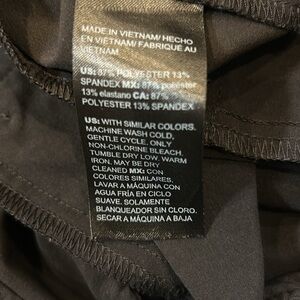 MADE IN VIETNAM/ HECHO
EN VIETNAM/ FABRIQUÉ AU
VIETNAM
US: 87% POLYESTER 13%
SPANDEX MX: 87% poliéster
13% elastano CA: 87%
POLYESTER 13% SPANDEX
US: WITH SIMILAR COLORS.
MACHINE WASH COLD,
GENTLE CYCLE. ONLY
NON-CHLORINE BLEACH.
TUMBLE DRY LOW. WARM
IRON. MAY BE DRY
CLEANED MX: CON
COLORES SIMILARES,
LAVAR A MÁQUINA CON
AGUA FRÍA EN CICLO
SUAVE. SOLAMENTE
BLANQUEADOR SIN CLORO.
SECAR A MÁQUINA A BAJA